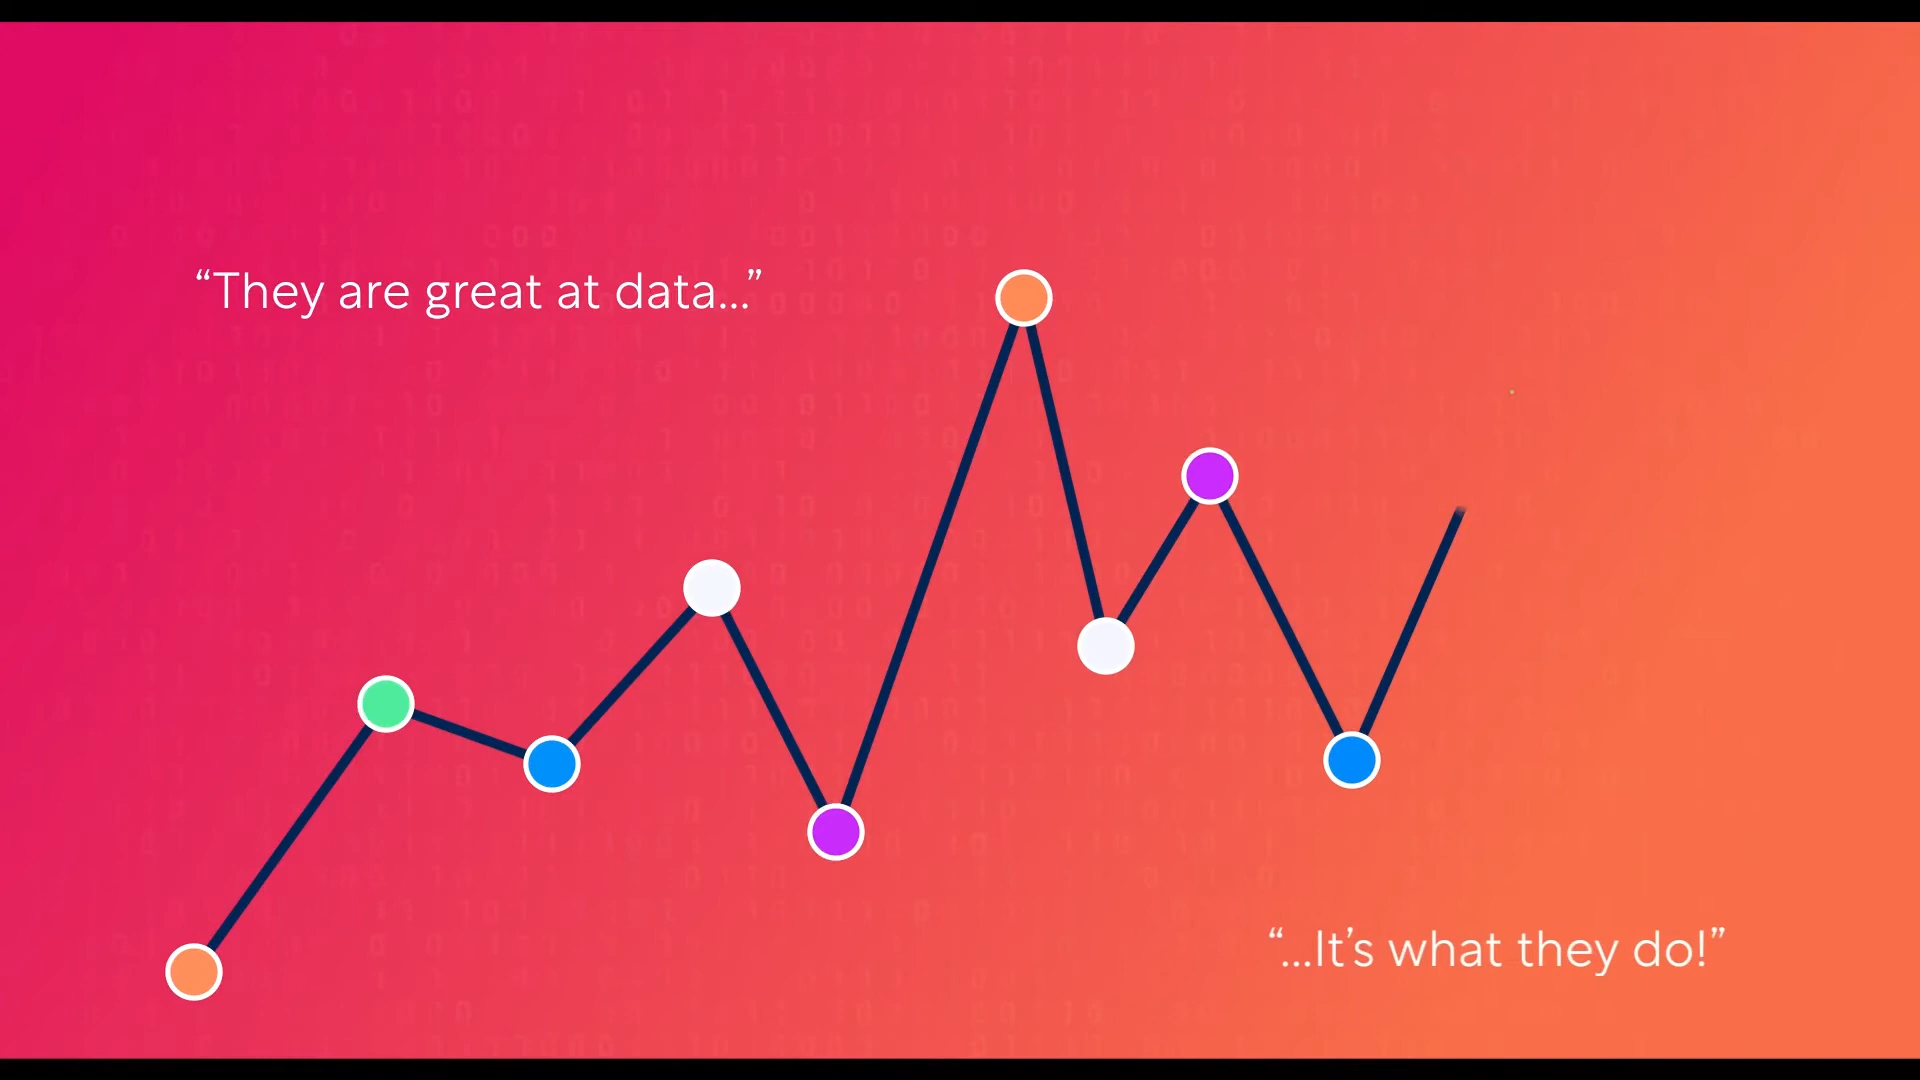 “They are great at data...”
“...It’s what they do!”